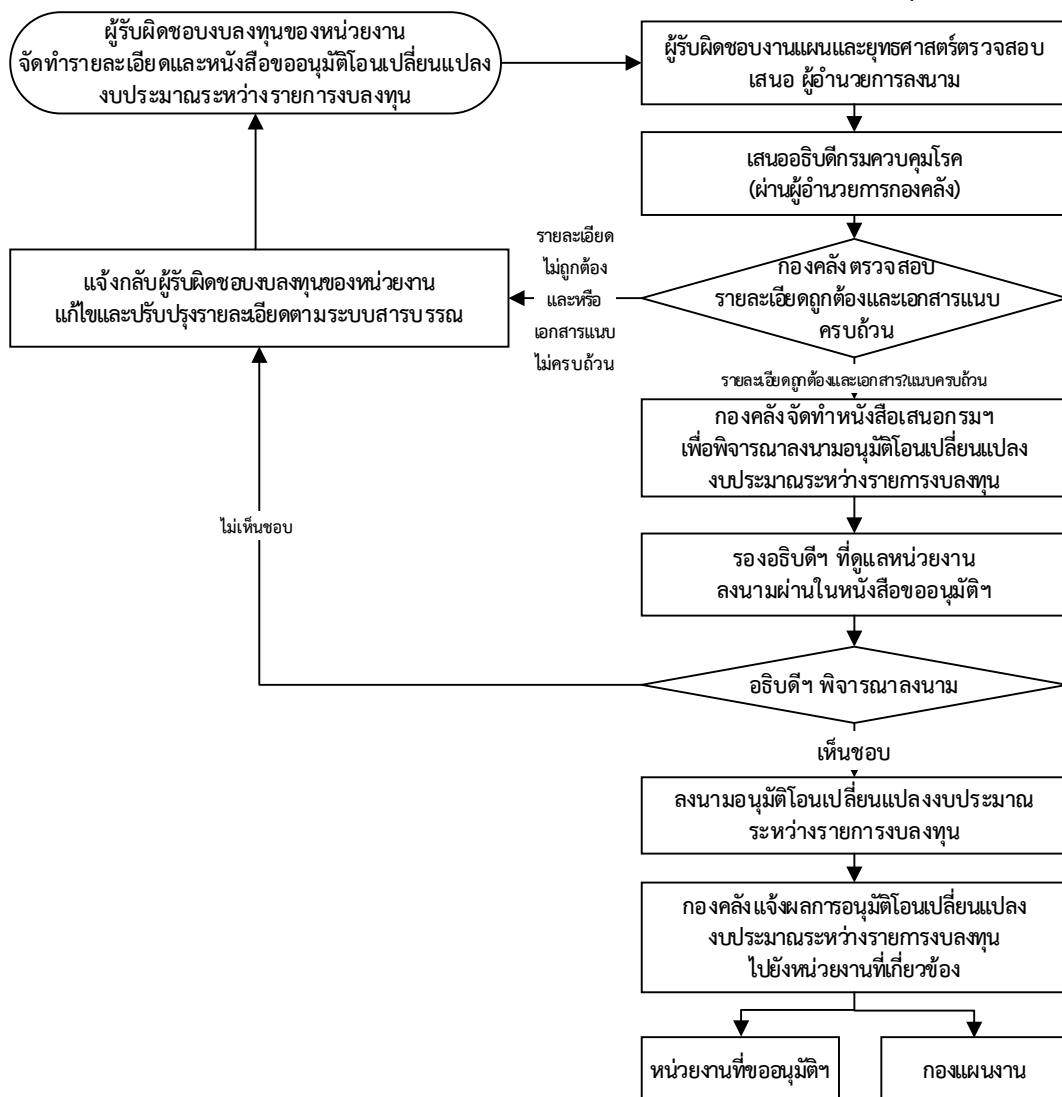 ผู้รับผิดชอบงบลงทุนของหน่วยงาน
จัดทำรายละเอียดและหนังสือขออนุมัติโอนเปลี่ยนแปลง
งบประมาณระหว่างรายการงบลงทุน
ผู้รับผิดชอบงานแผนและยุทธศาสตร์ตรวจสอบ
เสนอ ผู้อำนวยการลงนาม
เสนออธิบดีกรมควบคุมโรค
(ผ่านผู้อำนวยการกองคลัง)
กองคลังตรวจสอบ
รายละเอียดถูกต้องและเอกสารแนบ
ครบถ้วน
รายละเอียด
ไม่ถูกต้อง
และหรือ
เอกสารแนบ
ไม่ครบถ้วน
แจ้งกลับผู้รับผิดชอบงบลงทุนของหน่วยงาน
แก้ไขและปรับปรุงรายละเอียดตามระบบสารบรรณ
รายละเอียดถูกต้องและเอกสาร?แนบครบถ้วน
กองคลังจัดทำหนังสือเสนอกรมฯ
เพื่อพิจารณาลงนามอนุมัติโอนเปลี่ยนแปลง
งบประมาณระหว่างรายการงบลงทุน
ไม่เห็นชอบ
รองอธิบดีฯ ที่ดูแลหน่วยงาน
ลงนามผ่านในหนังสือขออนุมัติฯ
อธิบดีฯ พิจารณาลงนาม
เห็นชอบ
ลงนามอนุมัติโอนเปลี่ยนแปลงงบประมาณ
ระหว่างรายการงบลงทุน
กองคลังแจ้งผลการอนุมัติโอนเปลี่ยนแปลง
งบประมาณระหว่างรายการงบลงทุน
ไปยังหน่วยงานที่เกี่ยวข้อง
หน่วยงานที่ขออนุมัติฯ
กองแผนงาน